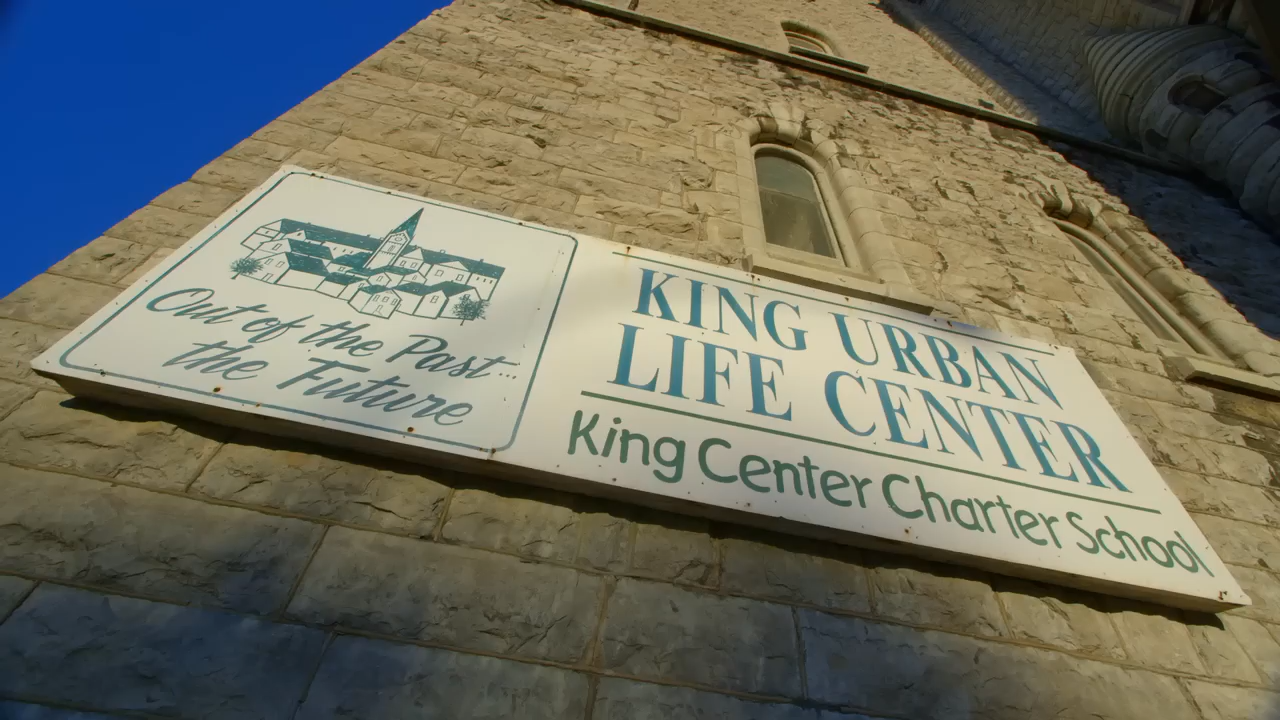 Out of the Past...
the Future
KING URBAN
LIFE CENTER
King Center Charter School